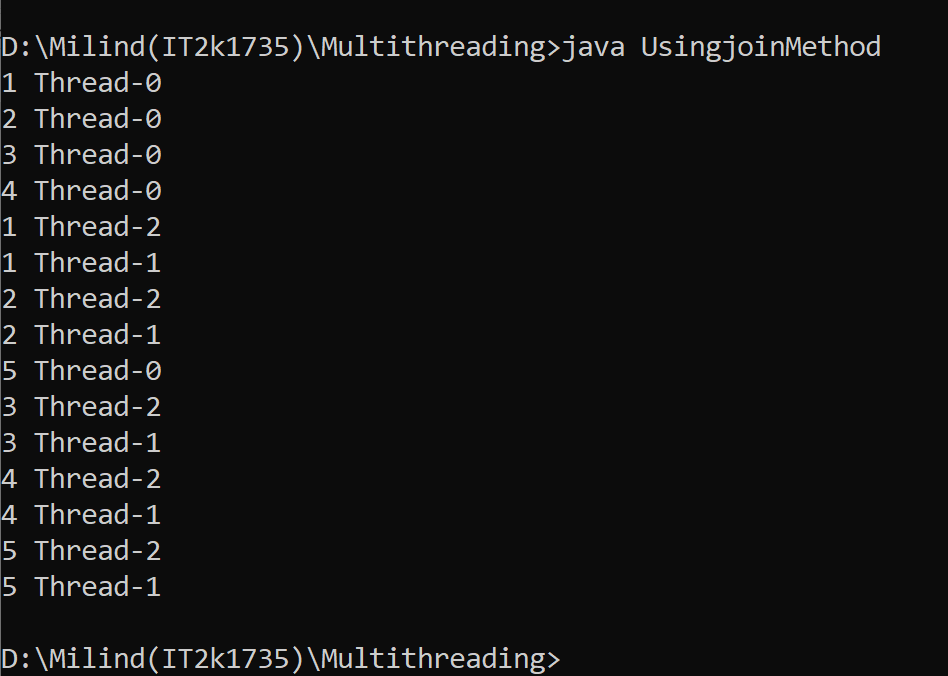 D:\Milind(IT2k1735)\Multithreading>java UsingjoinMethod
1 Thread-0
2 Thread-0
3 Thread-0
4 Thread-0
1 Thread-2
1 Thread-1
2 Thread-2
2 Thread-1
5 Thread-0
3 Thread-2
3 Thread-1
4 Thread-2
4 Thread-1
5 Thread-2
5 Thread-1
D:\Milind(IT2k1735)\Multithreading>